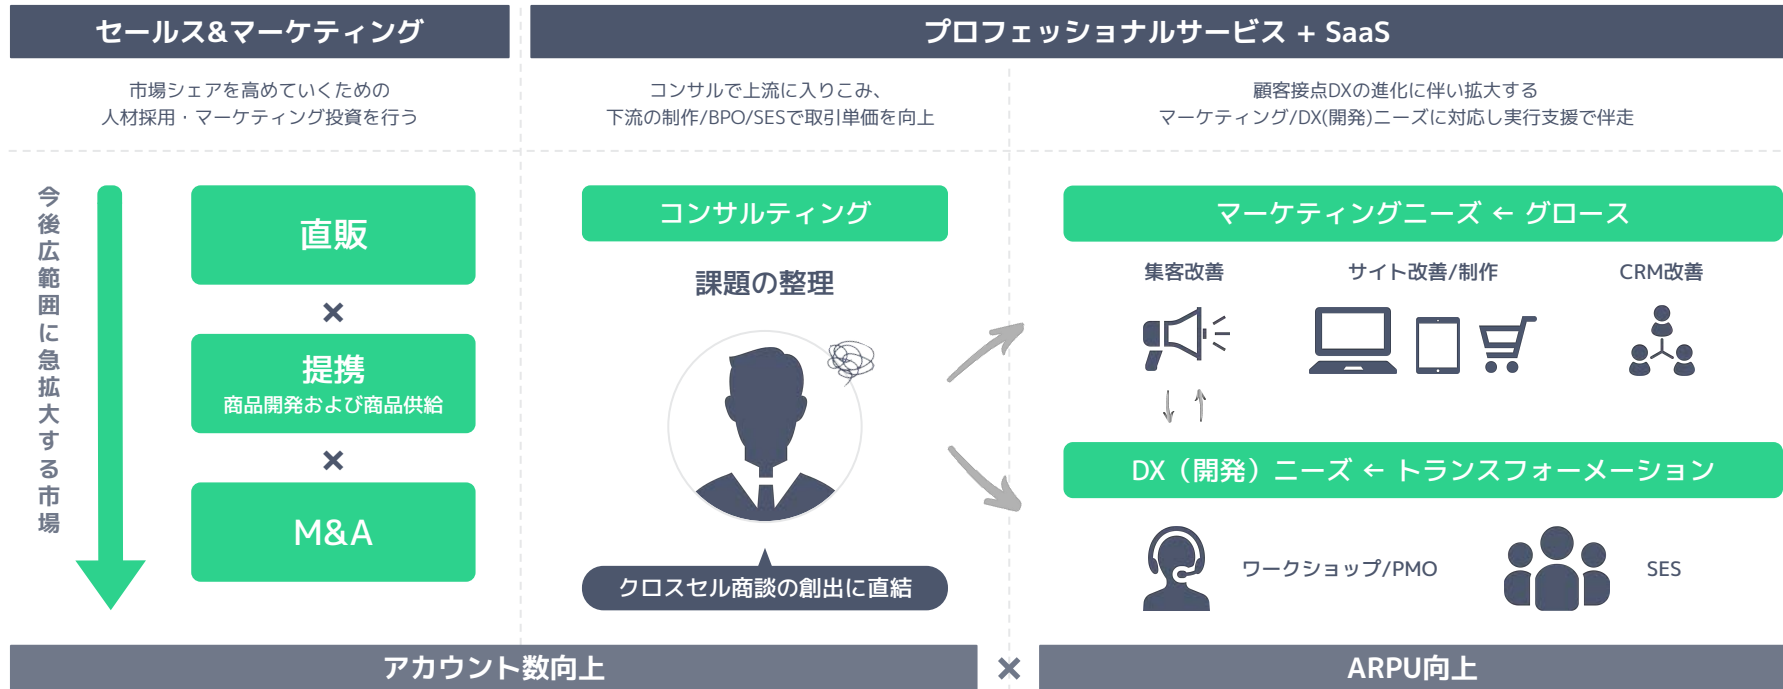 セールス&マーケティング
プロフェッショナルサービス + SaaS
市場シェアを高めていくための
人材採用・マーケティング投資を行う
コンサルで上流に入りこみ、
下流の制作/BPO/SESで取引単価を向上
顧客接点DXの進化に伴い拡大する
マーケティング/DX(開発)ニーズに対応し実行支援で伴走
今後広範囲に急拡大する市場
直販
×
提携
商品開発および商品供給
×
M&A
コンサルティング
課題の整理
クロスセル商談の創出に直結
マーケティングニーズ ← グロース
集客改善
サイト改善/制作
CRM改善
DX（開発）ニーズ ← トランスフォーメーション
ワークショップ/PMO
SES
アカウント数向上
×
ARPU向上